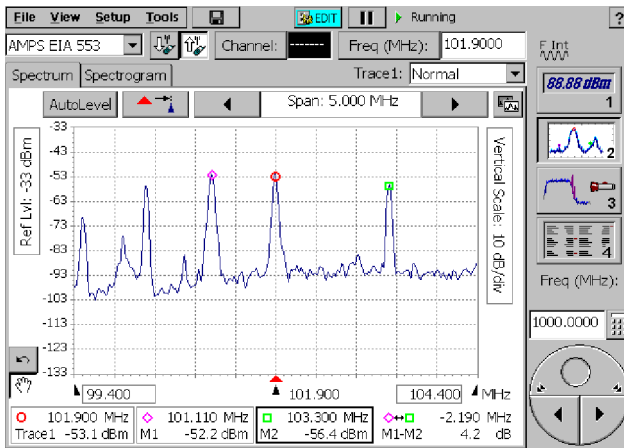 File View Setup Tools EDIT Running ?
AMPS EIA 553 Channel: Freq (MHz): 101.9000 F Int
Spectrum Spectrogram Trace1: Normal
AutoLevel Span: 5.000 MHz
88.88 dBm
1
2
3
4
Ref Lvl: -33 dBm
-33
-43
-53
-63
-73
-83
-93
-103
-113
-123
-133
Vertical Scale: 10 dB/div
Freq (MHz):
1000.0000
99.400 101.900 104.400 MHz
101.900 MHz 101.110 MHz 103.300 MHz -2.190 MHz
Trace1 -53.1 dBm M1 -52.2 dBm M2 -56.4 dBm M1-M2 4.2 dB